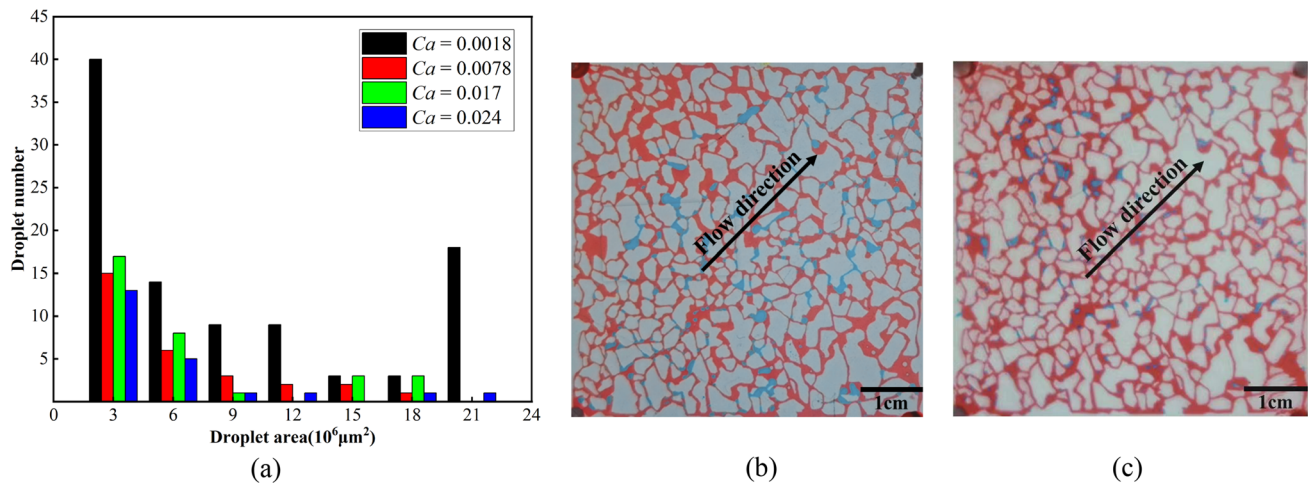 45
40
35
30
25
20
15
10
5
0 3 6 9 12 15 18 21 24
Droplet number
Droplet area(10⁶μm²)
Ca = 0.0018
Ca = 0.0078
Ca = 0.017
Ca = 0.024
(a)
Flow direction
1cm
(b)
Flow direction
1cm
(c)